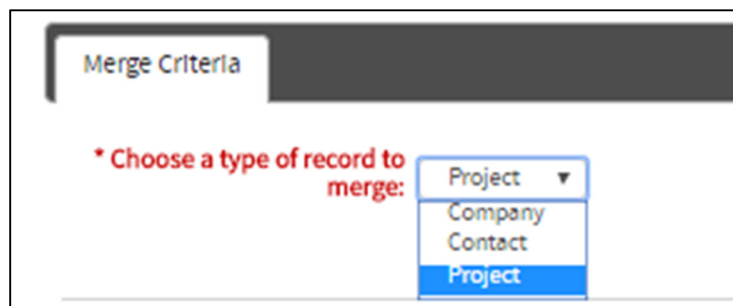 Merge Criteria
* Choose a type of record to
merge:
Project ▼
Company
Contact
Project